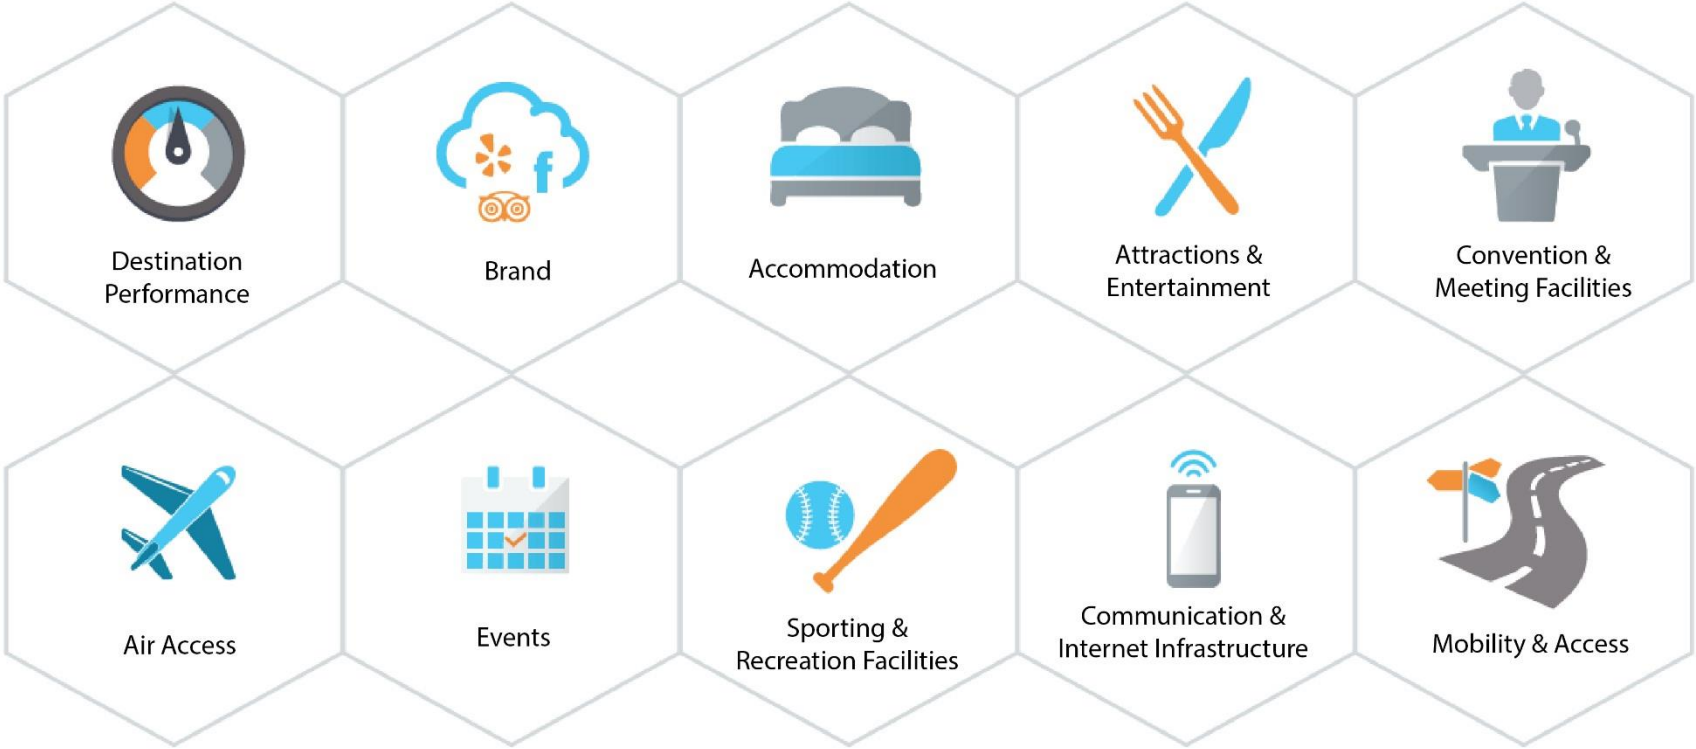 Destination
Performance
Brand
Accommodation
Attractions &
Entertainment
Convention &
Meeting Facilities
Air Access
Events
Sporting &
Recreation Facilities
Communication &
Internet Infrastructure
Mobility & Access